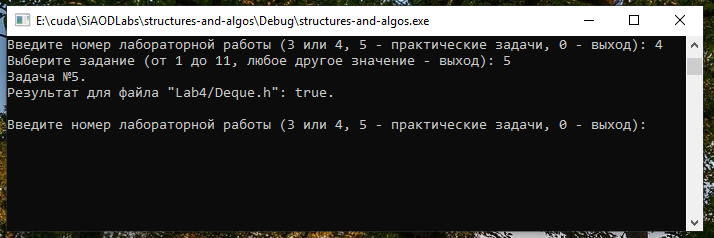 E:\cuda\SiAODLabs\structures-and-algos\Debug\structures-and-algos.exe
Введите номер лабораторной работы (3 или 4, 5 - практические задачи, 0 - выход): 4
Выберите задание (от 1 до 11, любое другое значение - выход): 5
Задача №5.
Результат для файла "Lab4/Deque.h": true.
Введите номер лабораторной работы (3 или 4, 5 - практические задачи, 0 - выход):